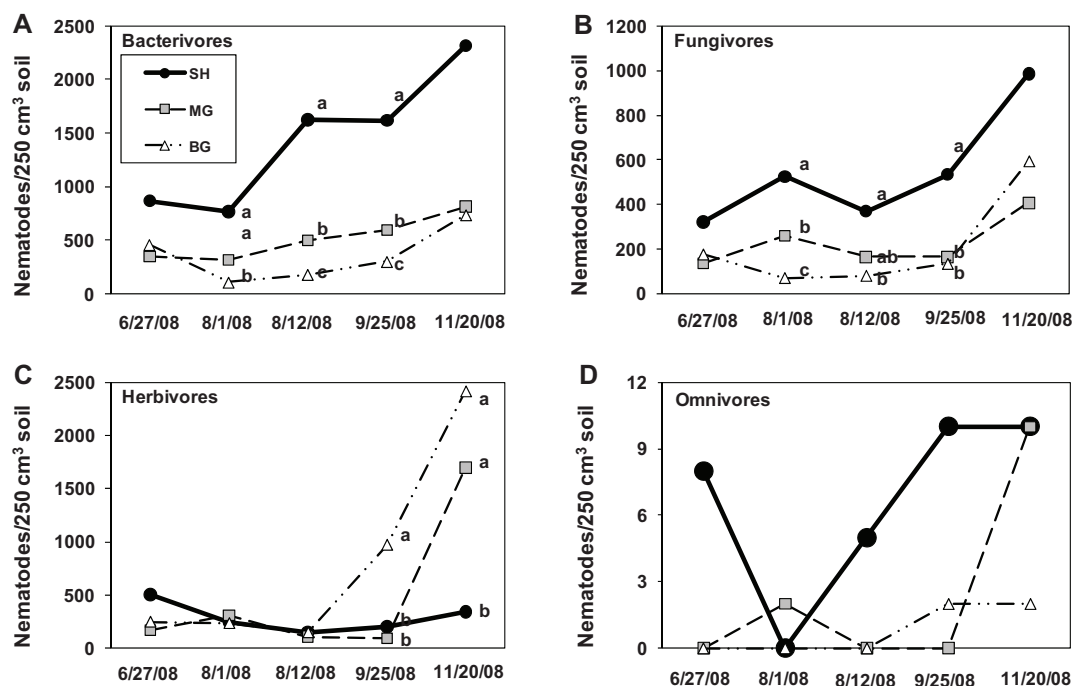 A
Nematodes/250 cm³ soil
2500
2000
1500
1000
500
0
Bacterivores
SH
MG
BG
a
a
a
a
b
b
b
c
c
6/27/08 8/1/08 8/12/08 9/25/08 11/20/08
B
Nematodes/250 cm³ soil
1200
1000
800
600
400
200
0
Fungivores
a
a
a
b
ab
b
c
b
b
6/27/08 8/1/08 8/12/08 9/25/08 11/20/08
C
Nematodes/250 cm³ soil
2500
2000
1500
1000
500
0
Herbivores
a
a
a
b
b
b
6/27/08 8/1/08 8/12/08 9/25/08 11/20/08
D
Nematodes/250 cm³ soil
12
9
6
3
0
Omnivores
6/27/08 8/1/08 8/12/08 9/25/08 11/20/08